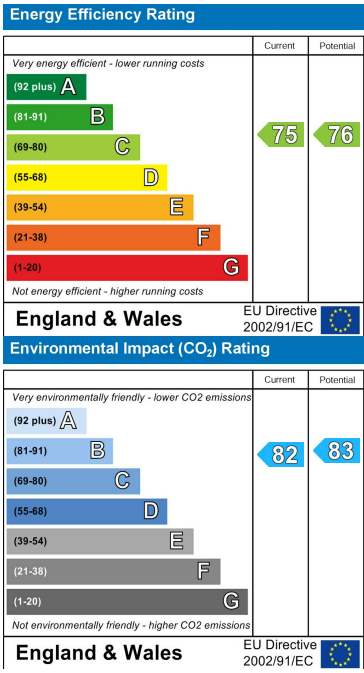 Energy Efficiency Rating
Current Potential
Very energy efficient - lower running costs
(92 plus) A
(81-91) B
(69-80) C
75 76
(55-68) D
(39-54) E
(21-38) F
(1-20) G
Not energy efficient - higher running costs
England & Wales
EU Directive
2002/91/EC
Environmental Impact (CO₂) Rating
Current Potential
Very environmentally friendly - lower CO2 emissions
(92 plus) A
(81-91) B
82 83
(69-80) C
(55-68) D
(39-54) E
(21-38) F
(1-20) G
Not environmentally friendly - higher CO2 emissions
England & Wales
EU Directive
2002/91/EC